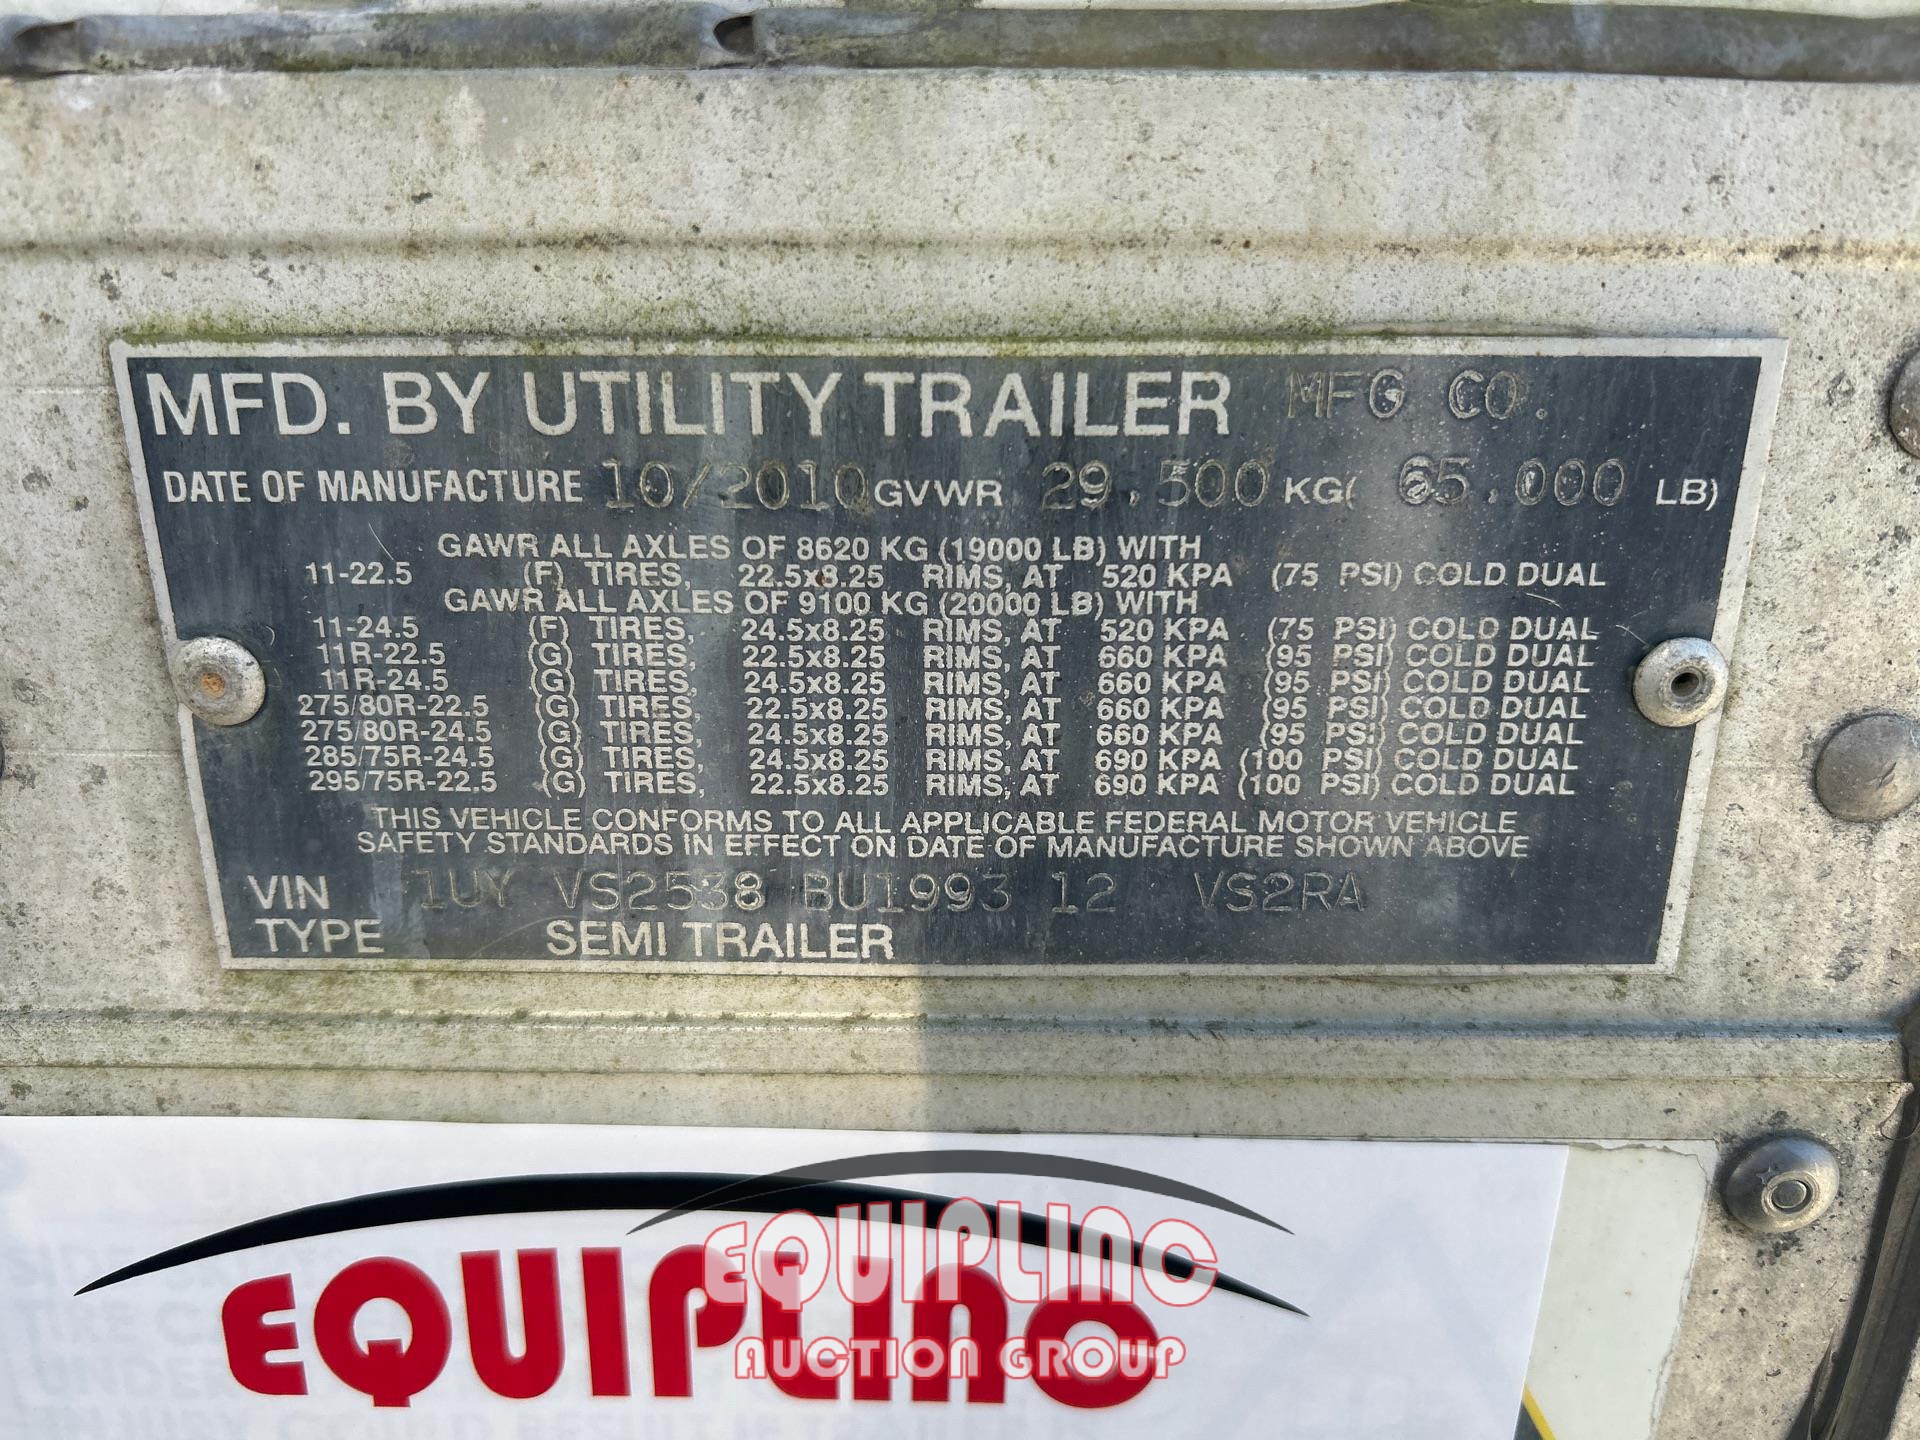 MFD. BY UTILITY TRAILER MFG CO.
DATE OF MANUFACTURE 10/2010 GVWR 29,500 KG( 65,000 LB)
GAWR ALL AXLES OF 8620 KG (19000 LB) WITH
11-22.5 (F) TIRES, 22.5x8.25 RIMS, AT 520 KPA (75 PSI) COLD DUAL
GAWR ALL AXLES OF 9100 KG (20000 LB) WITH
11-24.5 (F) TIRES, 24.5x8.25 RIMS, AT 520 KPA (75 PSI) COLD DUAL
11R-22.5 (G) TIRES, 22.5x8.25 RIMS, AT 660 KPA (95 PSI) COLD DUAL
11R-24.5 (G) TIRES, 24.5x8.25 RIMS, AT 660 KPA (95 PSI) COLD DUAL
275/80R-22.5 (G) TIRES, 22.5x8.25 RIMS, AT 660 KPA (95 PSI) COLD DUAL
275/80R-24.5 (G) TIRES, 24.5x8.25 RIMS, AT 660 KPA (95 PSI) COLD DUAL
285/75R-24.5 (G) TIRES, 24.5x8.25 RIMS, AT 690 KPA (100 PSI) COLD DUAL
295/75R-22.5 (G) TIRES, 22.5x8.25 RIMS, AT 690 KPA (100 PSI) COLD DUAL
THIS VEHICLE CONFORMS TO ALL APPLICABLE FEDERAL MOTOR VEHICLE
SAFETY STANDARDS IN EFFECT ON DATE OF MANUFACTURE SHOWN ABOVE
VIN 1UY VS2538 BU1993 12 VS2RA
TYPE SEMI TRAILER
EQUIPLINC
EQUIPLINC
AUCTION GROUP